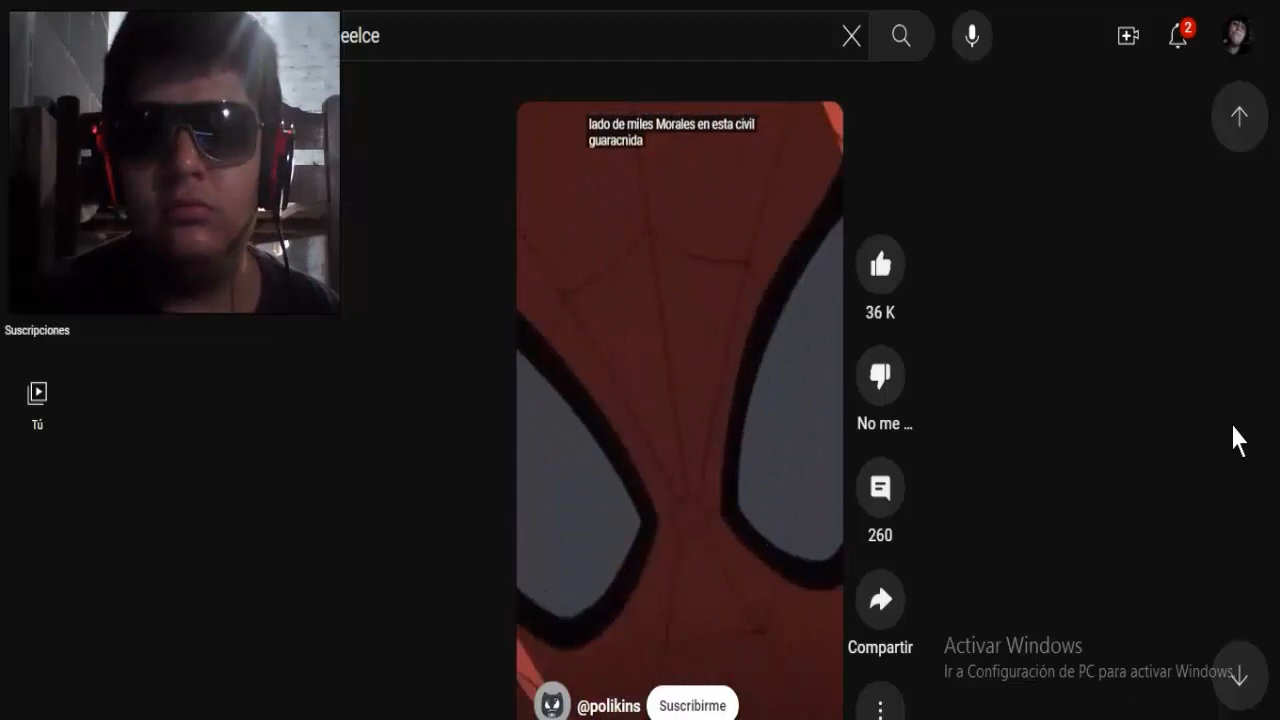 eelce
2
lado de miles Morales en esta civil
guaracnida
36 K
Suscripciones
No me ...
Tú
260
Compartir
Activar Windows
Ir a Configuración de PC para activar Windows.
@polikins
Suscribirme